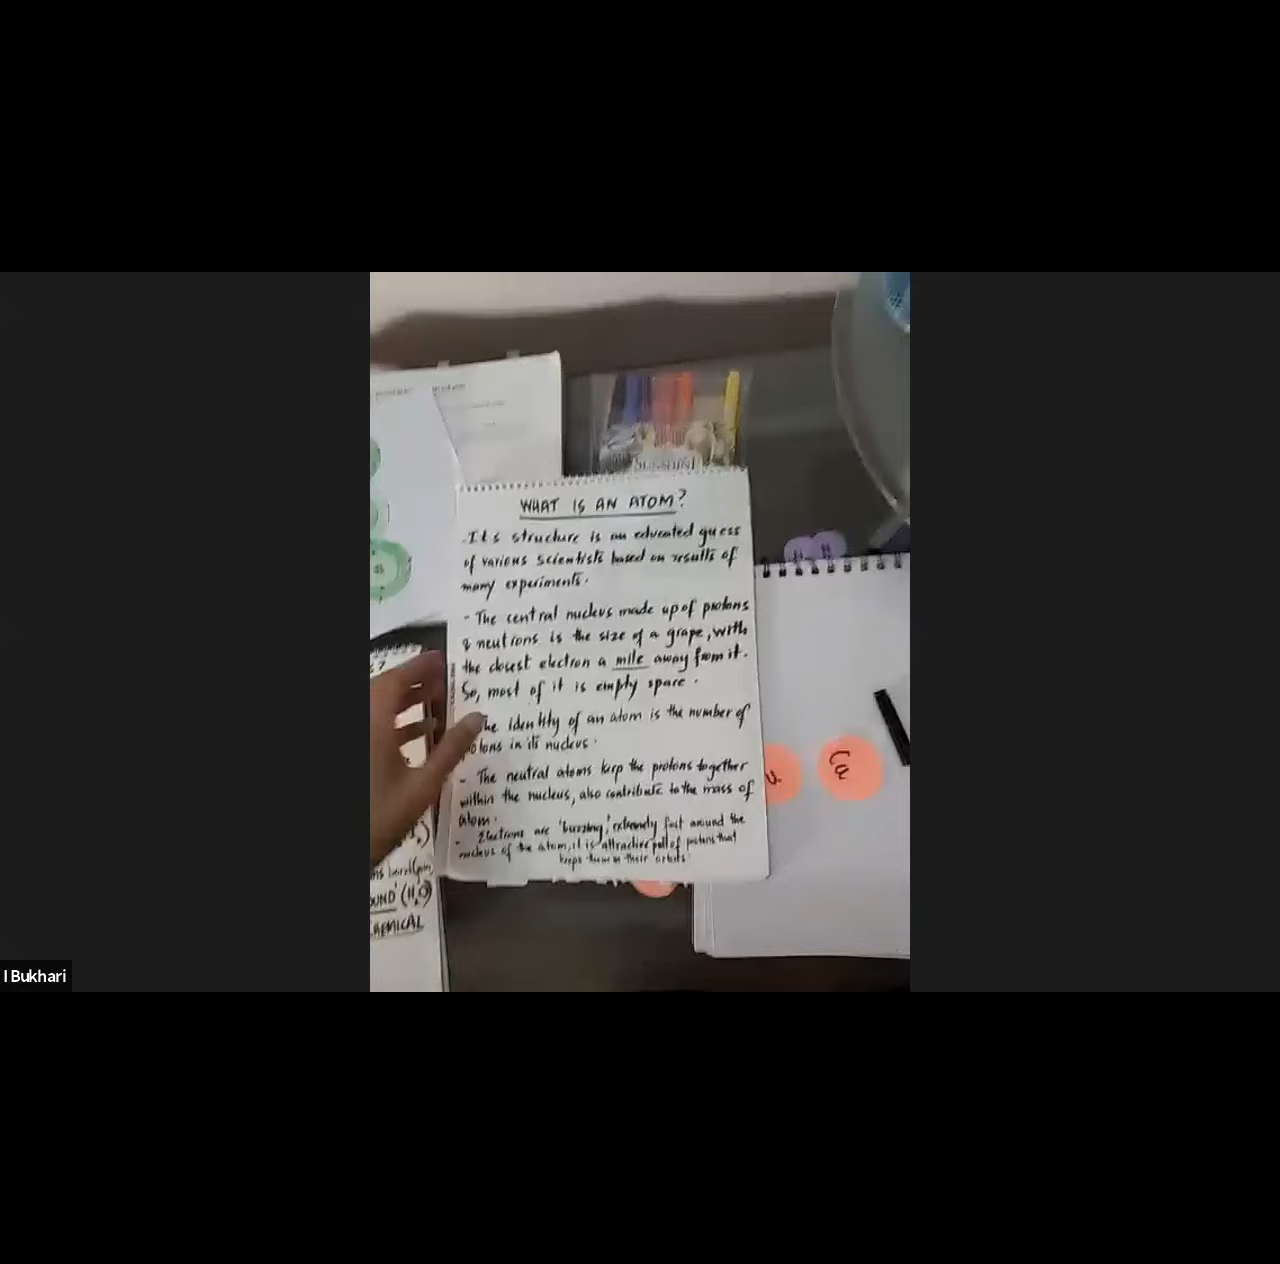 WHAT IS AN ATOM?
-Its structure is an educated guess
of various scientists based on results of
many experiments.
- The central nucleus made up of protons
& neutrons is the size of a grape, with
the closest electron a mile away from it.
So, most of it is empty space.
The identity of an atom is the number of
protons in its nucleus.
- The neutral atoms keep the protons together
within the nucleus, also contribute to the mass of
atom.
- Electrons are 'buzzing,' extremely fast around the
nucleus of the atom, it is attractive pull of protons that
keeps them in their orbits
H H
Ca
OUND (H2O)
HEMICAL
I Bukhari